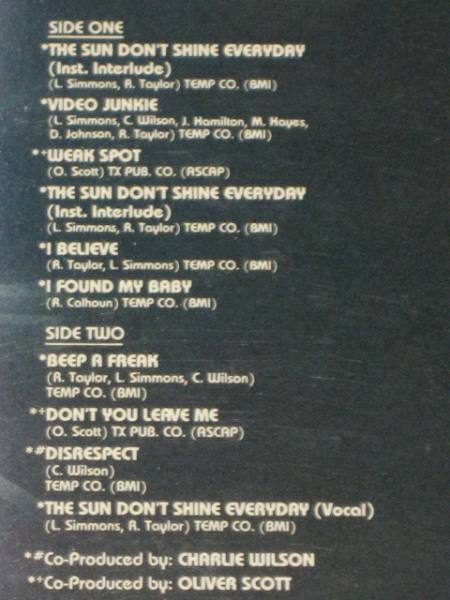 SIDE ONE
*THE SUN DON'T SHINE EVERYDAY
(Inst. Interlude)
(L. Simmons, R. Taylor) TEMP CO. (BMI)
*VIDEO JUNKIE
(L. Simmons, C. Wilson, J. Hamilton, M. Hayes,
D. Johnson, R. Taylor) TEMP CO. (BMI)
*+WEAK SPOT
(O. Scott) TX PUB. CO. (ASCAP)
*THE SUN DON'T SHINE EVERYDAY
(Inst. Interlude)
(L. Simmons, R. Taylor) TEMP CO. (BMI)
*I BELIEVE
(R. Taylor, L. Simmons) TEMP CO. (BMI)
*I FOUND MY BABY
(R. Calhoun) TEMP CO. (BMI)
SIDE TWO
*BEEP A FREAK
(R. Taylor, L. Simmons, C. Wilson)
TEMP CO. (BMI)
*+DON'T YOU LEAVE ME
(O. Scott) TX PUB. CO. (ASCAP)
*#DISRESPECT
(C. Wilson)
TEMP CO. (BMI)
*THE SUN DON'T SHINE EVERYDAY (Vocal)
(L. Simmons, R. Taylor) TEMP CO. (BMI)
*#Co-Produced by: CHARLIE WILSON
*+Co-Produced by: OLIVER SCOTT